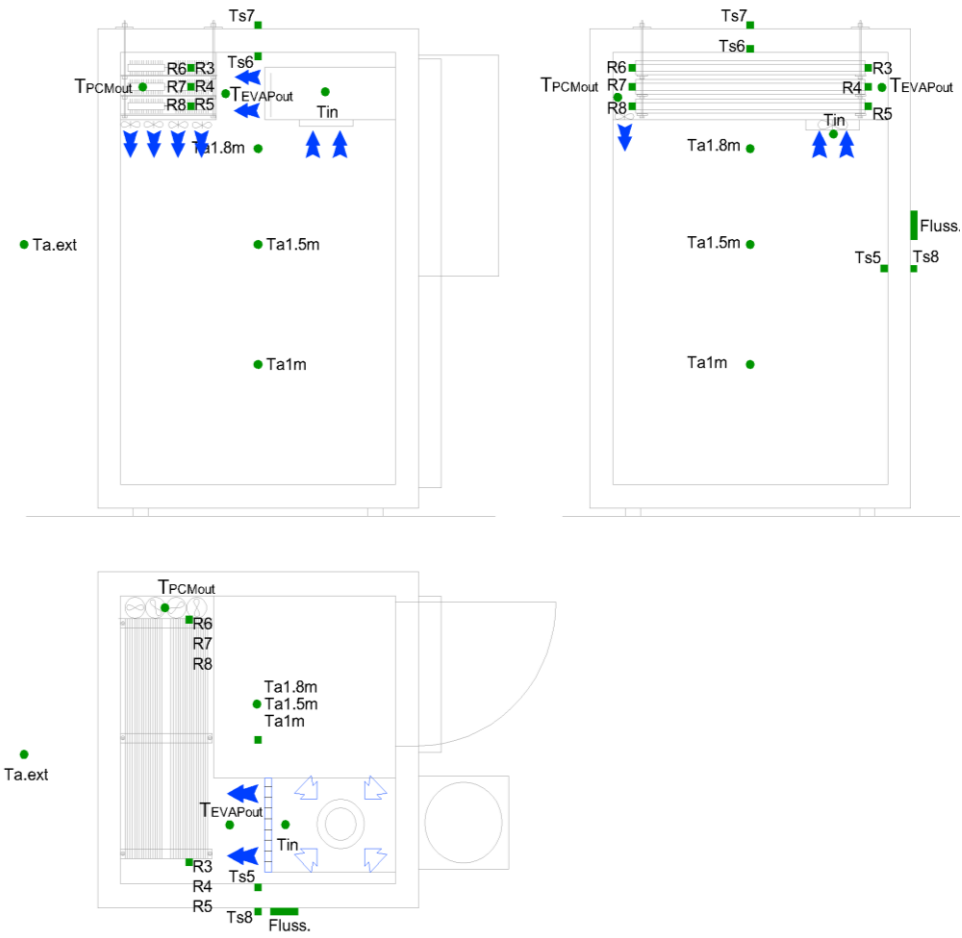 Ts7
Ts6
R6 R3
R7 R4
R8 R5
TPCMout
TEVAPout
Tin
Ta1.8m
Ta.ext
Ta1.5m
Ta1m
Ts7
Ts6
R6
R3
TPCMout
R7
R4
TEVAPout
R8
R5
Tin
Ta1.8m
Fluss.
Ta1.5m
Ts5
Ts8
Ta1m
TPCMout
R6
R7
R8
Ta1.8m
Ta1.5m
Ta1m
Ta.ext
TEVAPout
Tin
R3
R4
R5
Ts5
Ts8
Fluss.